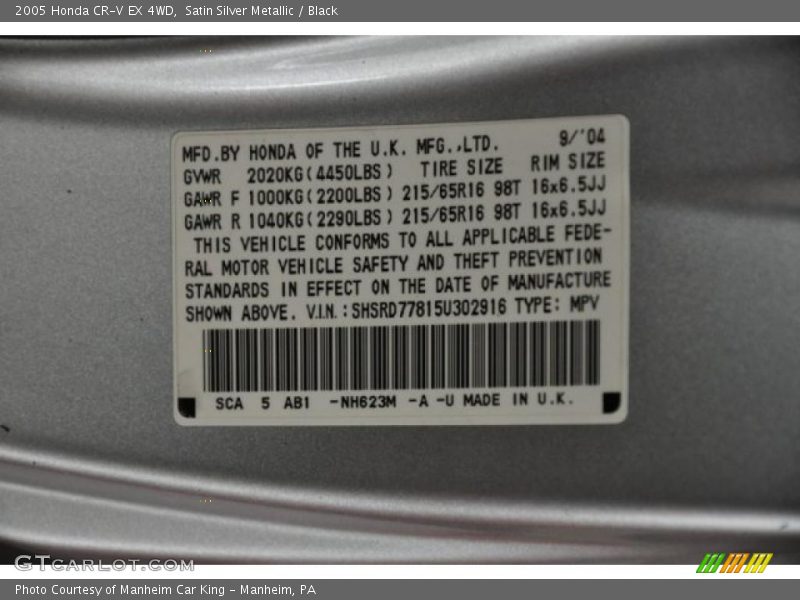 2005 Honda CR-V EX 4WD,  Satin Silver Metallic / Black
9/'04
MFD.BY HONDA OF THE U.K. MFG.,LTD.
GVWR 2020KG(4450LBS) TIRE SIZE RIM SIZE
GAWR F 1000KG(2200LBS) 215/65R16 98T 16x6.5JJ
GAWR R 1040KG(2290LBS) 215/65R16 98T 16x6.5JJ
THIS VEHICLE CONFORMS TO ALL APPLICABLE FEDE-
RAL MOTOR VEHICLE SAFETY AND THEFT PREVENTION
STANDARDS IN EFFECT ON THE DATE OF MANUFACTURE
SHOWN ABOVE. V.I.N.:SHSRD77815U302916 TYPE: MPV
SCA 5 AB1 -NH623M -A -U MADE IN U.K.
GTCARLOT.COM
Photo Courtesy of Manheim Car King - Manheim, PA